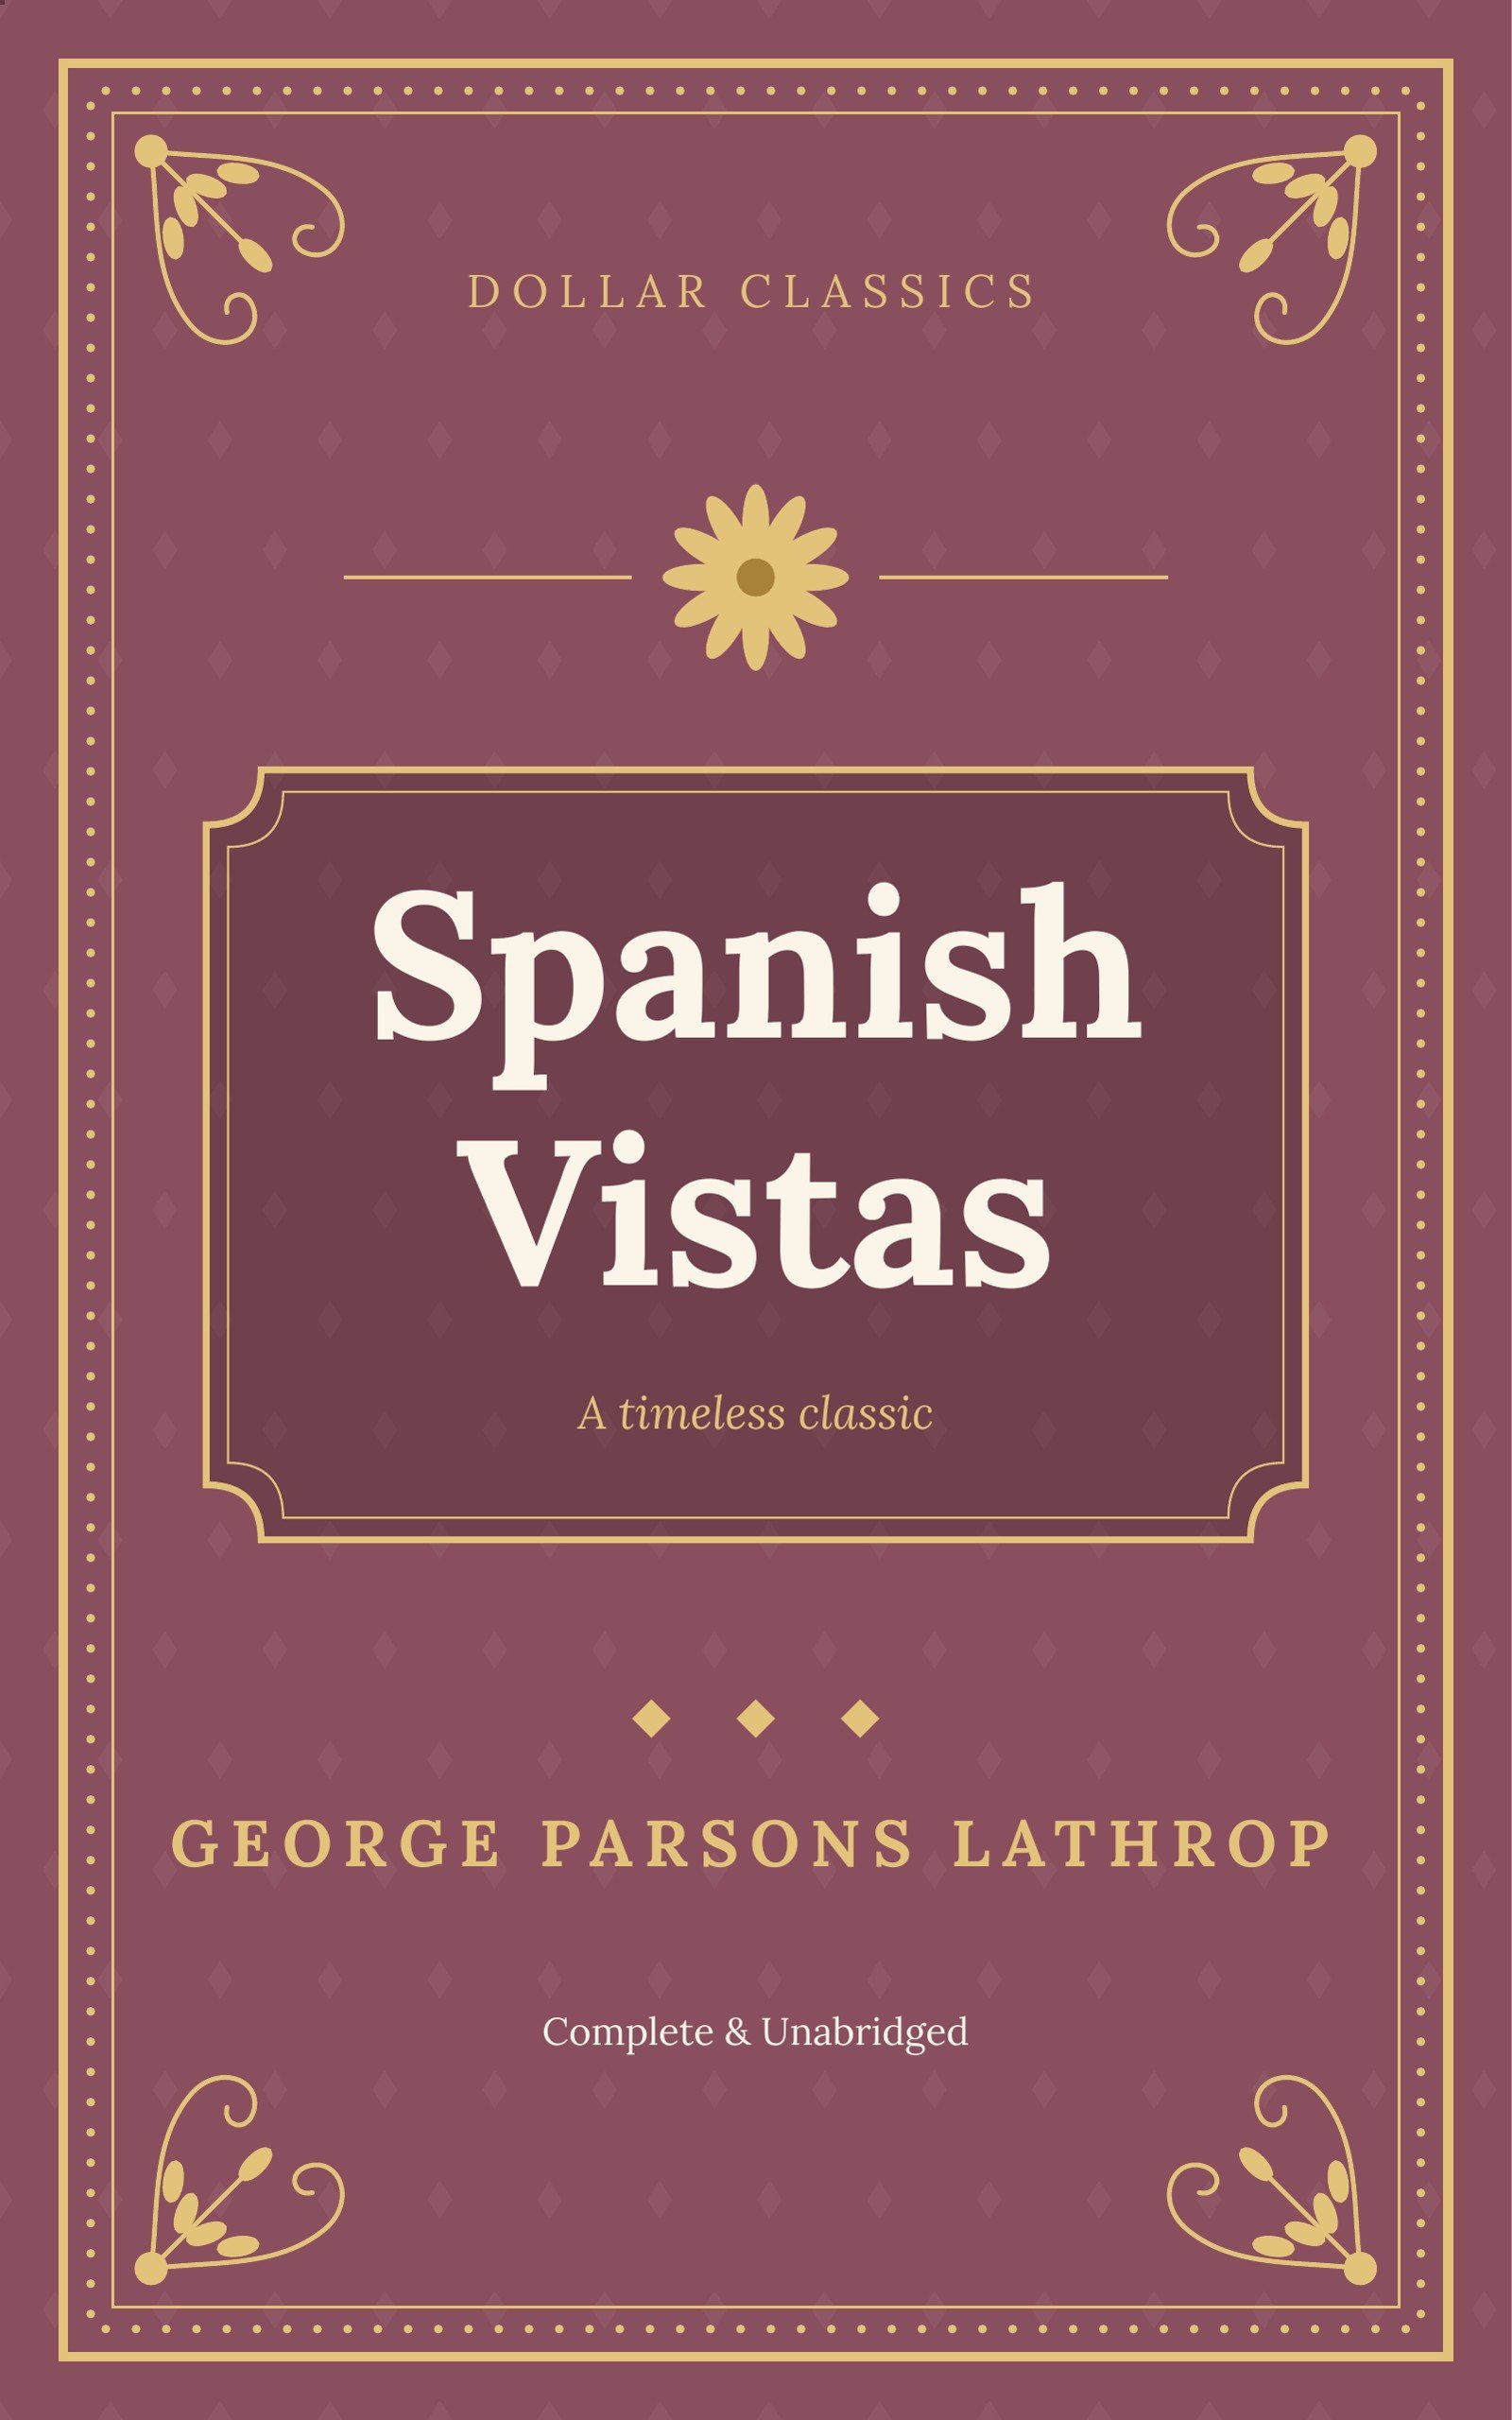 DOLLAR CLASSICS
Spanish
Vistas
A timeless classic
GEORGE PARSONS LATHROP
Complete & Unabridged